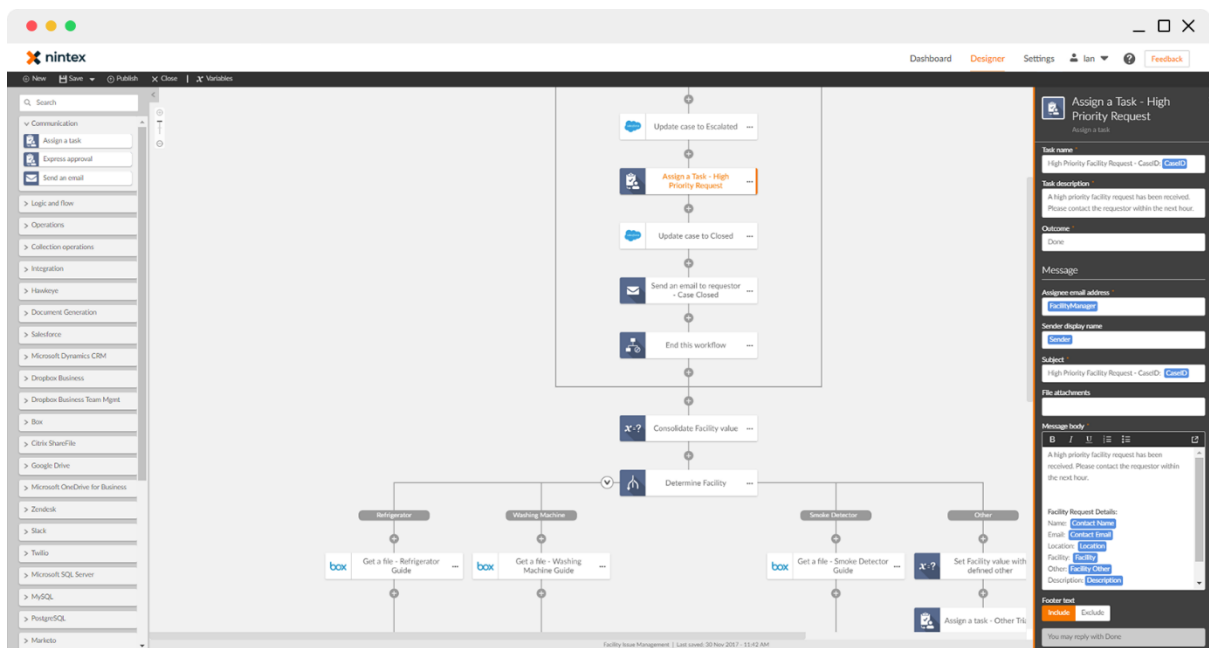 nintex
Dashboard
Designer
Settings
Ian
Feedback
New
Save
Publish
Close
Variables
Search
Communication
Assign a task
Express approval
Send an email
Logic and flow
Operations
Collection operations
Integration
Hawkeye
Document Generation
Salesforce
Microsoft Dynamics CRM
Dropbox Business
Dropbox Business Team Mgmt
Box
Citrix ShareFile
Google Drive
Microsoft OneDrive for Business
Zendesk
Slack
Twilio
Microsoft SQL Server
MySQL
PostgreSQL
Marketo
Update case to Escalated
Assign a Task - High
Priority Request
Update case to Closed
Send an email to requestor
- Case Closed
End this workflow
Consolidate Facility value
Determine Facility
Refrigerator
Washing Machine
Smoke Detector
Other
box
Get a file - Refrigerator
Guide
box
Get a file - Washing
Machine Guide
box
Get a file - Smoke Detector
Guide
Set Facility value with
defined other
Assign a task - Other Tria
Facility Issue Management | Last saved: 30 Nov 2017 - 11:42 AM
Assign a Task - High
Priority Request
Assign a task
Task name *
High Priority Facility Request - CaseID: CaseID
Task description *
A high priority facility request has been received.
Please contact the requestor within the next hour.
Outcome *
Done
Message
Assignee email address *
FacilityManager
Sender display name
Sender
Subject *
High Priority Facility Request - CaseID: CaseID
File attachments
Message body *
B I U
A high priority facility request has been
received. Please contact the requestor within
the next hour.
Facility Request Details:
Name: Contact Name
Email: Contact Email
Location: Location
Facility: Facility
Other: Facility Other
Description: Description
Footer text
Include
Exclude
You may reply with Done